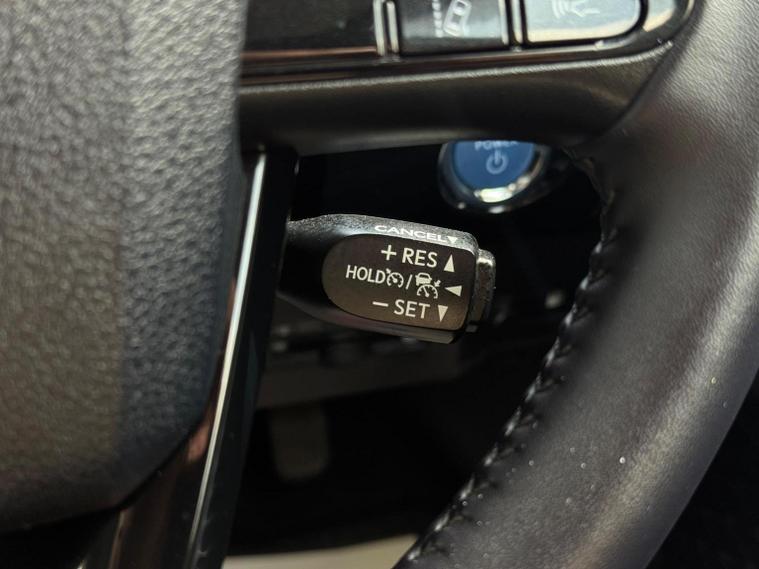 POWER
CANCEL
+ RES
HOLD /
− SET